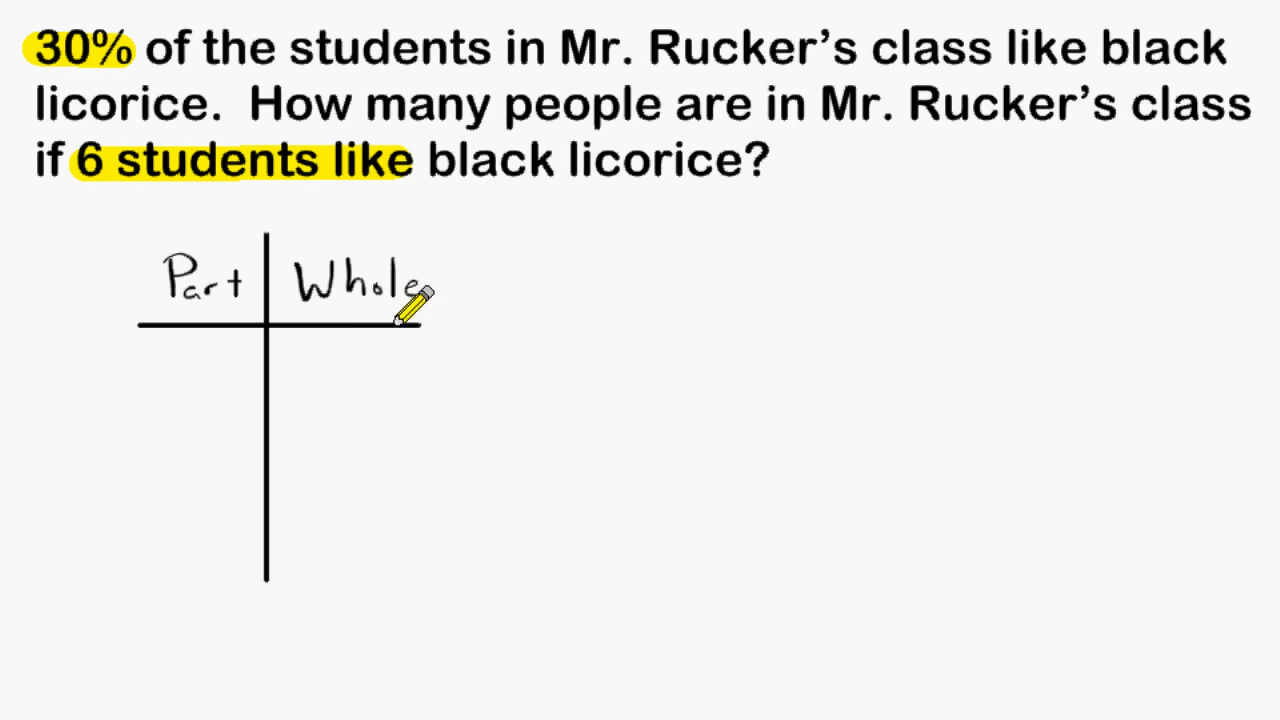 30% of the students in Mr. Rucker’s class like black
licorice.  How many people are in Mr. Rucker’s class
if 6 students like black licorice?
Part Whole